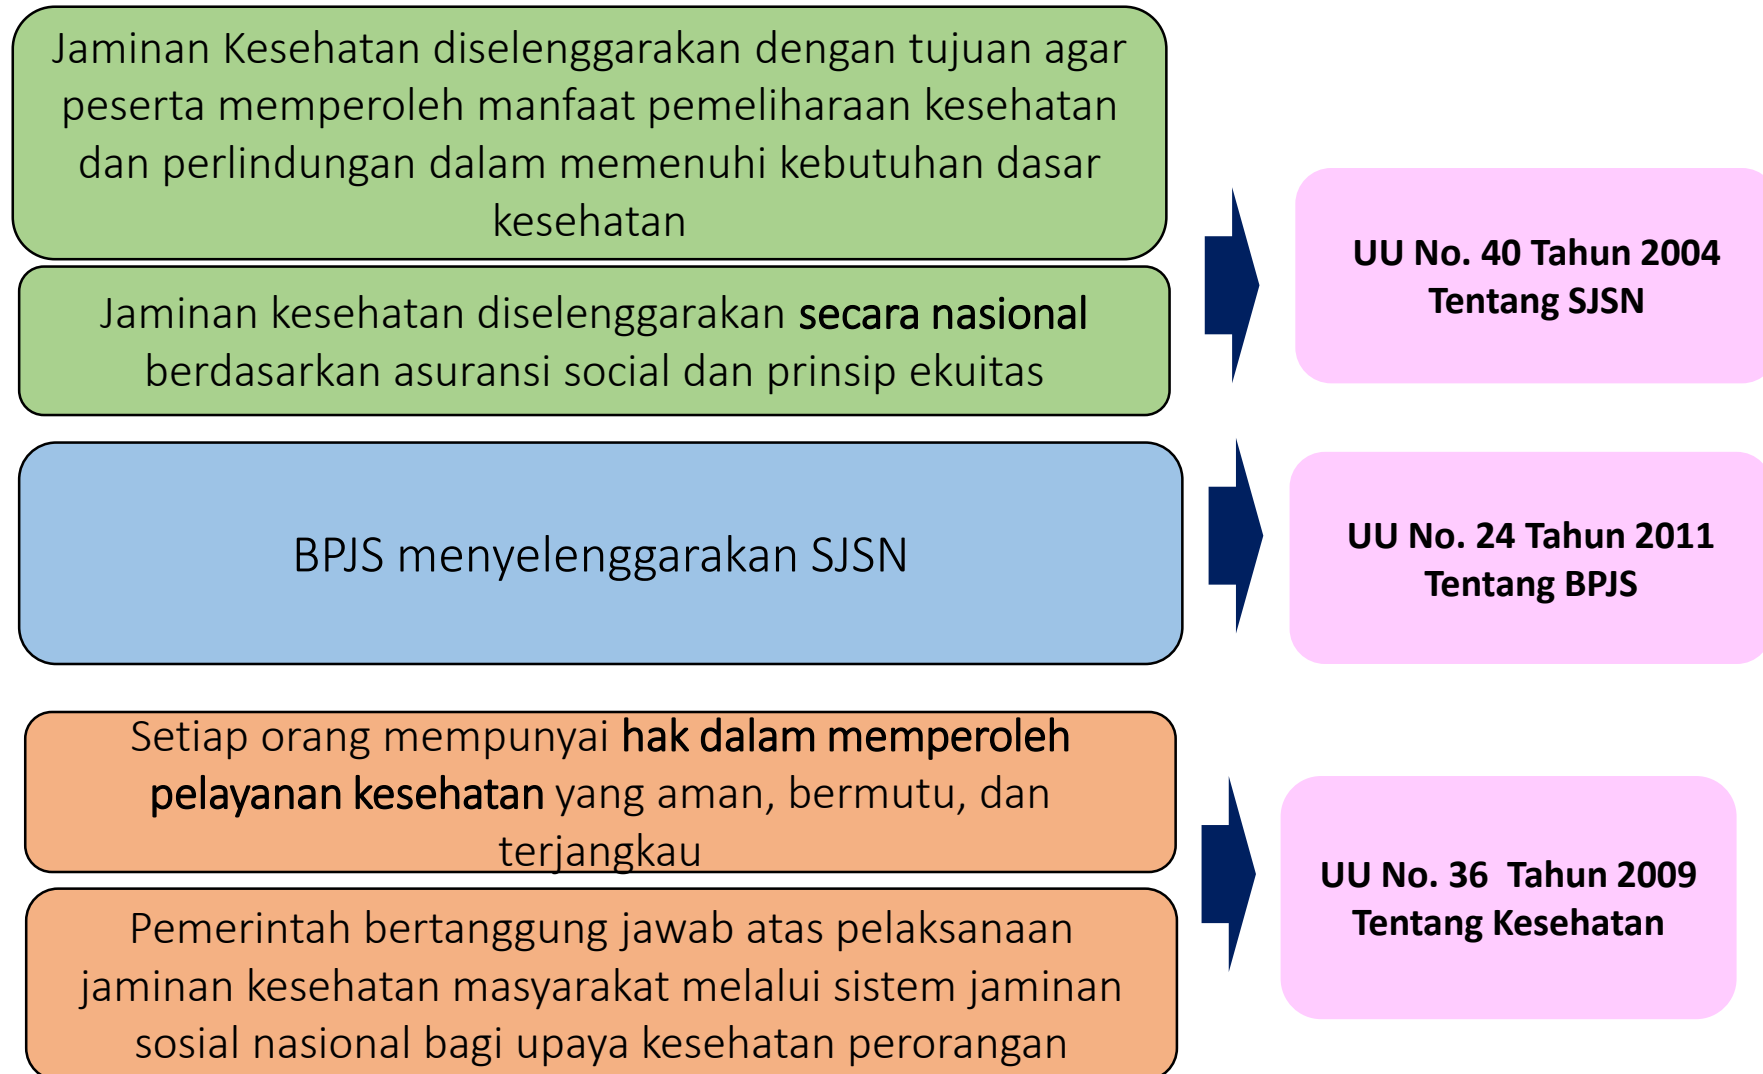 Jaminan Kesehatan diselenggarakan dengan tujuan agar
peserta memperoleh manfaat pemeliharaan kesehatan
dan perlindungan dalam memenuhi kebutuhan dasar
kesehatan
Jaminan kesehatan diselenggarakan secara nasional
berdasarkan asuransi social dan prinsip ekuitas
UU No. 40 Tahun 2004
Tentang SJSN
BPJS menyelenggarakan SJSN
UU No. 24 Tahun 2011
Tentang BPJS
Setiap orang mempunyai hak dalam memperoleh
pelayanan kesehatan yang aman, bermutu, dan
terjangkau
Pemerintah bertanggung jawab atas pelaksanaan
jaminan kesehatan masyarakat melalui sistem jaminan
sosial nasional bagi upaya kesehatan perorangan
UU No. 36 Tahun 2009
Tentang Kesehatan